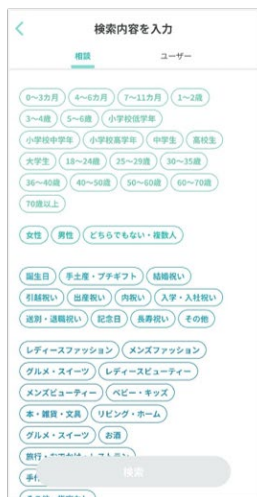 検索内容を入力
相談 ユーザー
0〜3カ月 4〜6カ月 7〜11カ月 1〜2歳
3〜4歳 5〜6歳 小学校低学年
小学校中学年 小学校高学年 中学生 高校生
大学生 18〜24歳 25〜29歳 30〜35歳
36〜40歳 40〜50歳 50〜60歳 60〜70歳
70歳以上
女性 男性 どちらでもない・複数人
誕生日 手土産・プチギフト 結婚祝い
引越祝い 出産祝い 内祝い 入学・入社祝い
送別・退職祝い 記念日 長寿祝い その他
レディースファッション メンズファッション
グルメ・スイーツ レディースビューティー
メンズビューティー ベビー・キッズ
本・雑貨・文具 リビング・ホーム
グルメ・スイーツ お酒
旅行・おでかけ・レストラン
検索